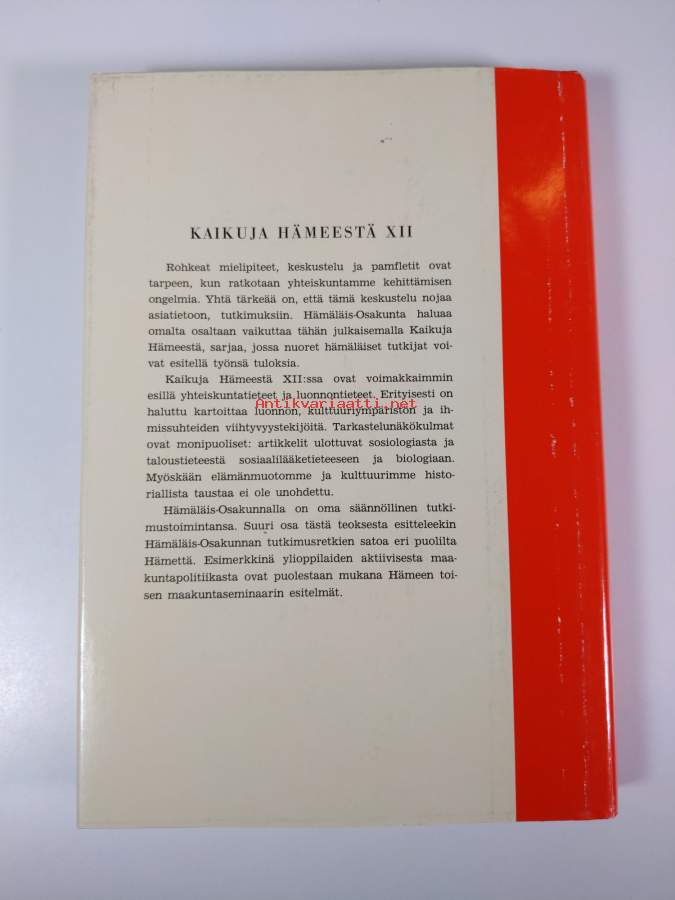 KAIKUJA HÄMEESTÄ XII
Rohkeat mielipiteet, keskustelu ja pamfletit ovat
tarpeen, kun ratkotaan yhteiskuntamme kehittämisen
ongelmia. Yhtä tärkeää on, että tämä keskustelu nojaa
asiatietoon, tutkimuksiin. Hämäläis-Osakunta haluaa
omalta osaltaan vaikuttaa tähän julkaisemalla Kaikuja
Hämeestä, sarjaa, jossa nuoret hämäläiset tutkijat voi-
vat esitellä työnsä tuloksia.
Kaikuja Hämeestä XII:ssa ovat voimakkaimmin
esillä yhteiskuntatieteet ja luonnontieteet. Erityisesti on
Antikvariaatti.net
haluttu kartoittaa luonnon, kulttuuriympäristön ja ih-
missuhteiden viihtyvyystekijöitä. Tarkastelunäkökulmat
ovat monipuoliset: artikkelit ulottuvat sosiologiasta ja
taloustieteestä sosiaalilääketieteeseen ja biologiaan.
Myöskään elämänmuotomme ja kulttuurimme histo-
riallista taustaa ei ole unohdettu.
Hämäläis-Osakunnalla on oma säännöllinen tutki-
mustoimintansa. Suuri osa tästä teoksesta esitteleekin
Hämäläis-Osakunnan tutkimusretkien satoa eri puolilta
Hämettä. Esimerkkinä ylioppilaiden aktiivisesta maa-
kuntapolitiikasta ovat puolestaan mukana Hämeen toi-
sen maakuntaseminaarin esitelmät.